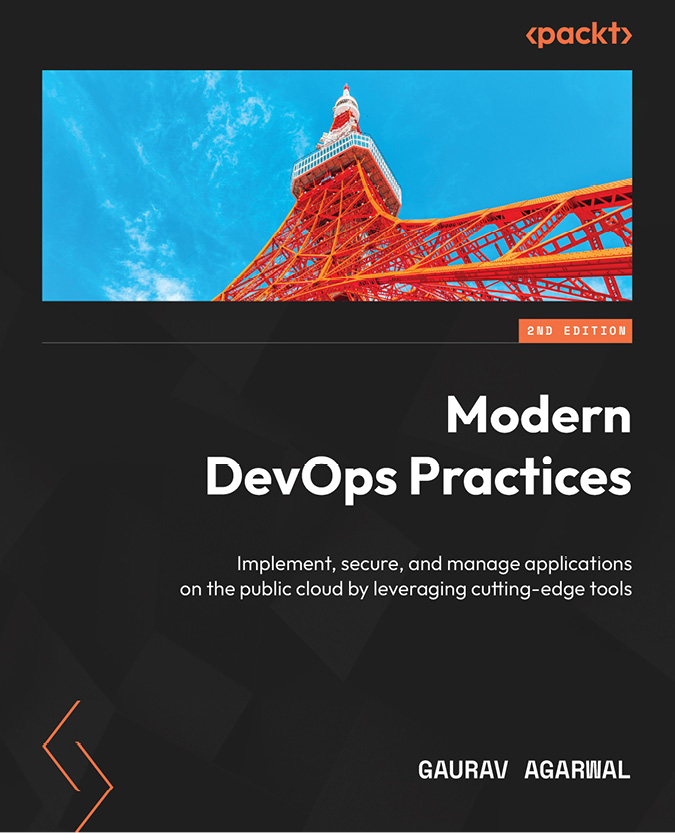 <packt>
2ND EDITION
Modern
DevOps Practices
Implement, secure, and manage applications
on the public cloud by leveraging cutting-edge tools
GAURAV AGARWAL